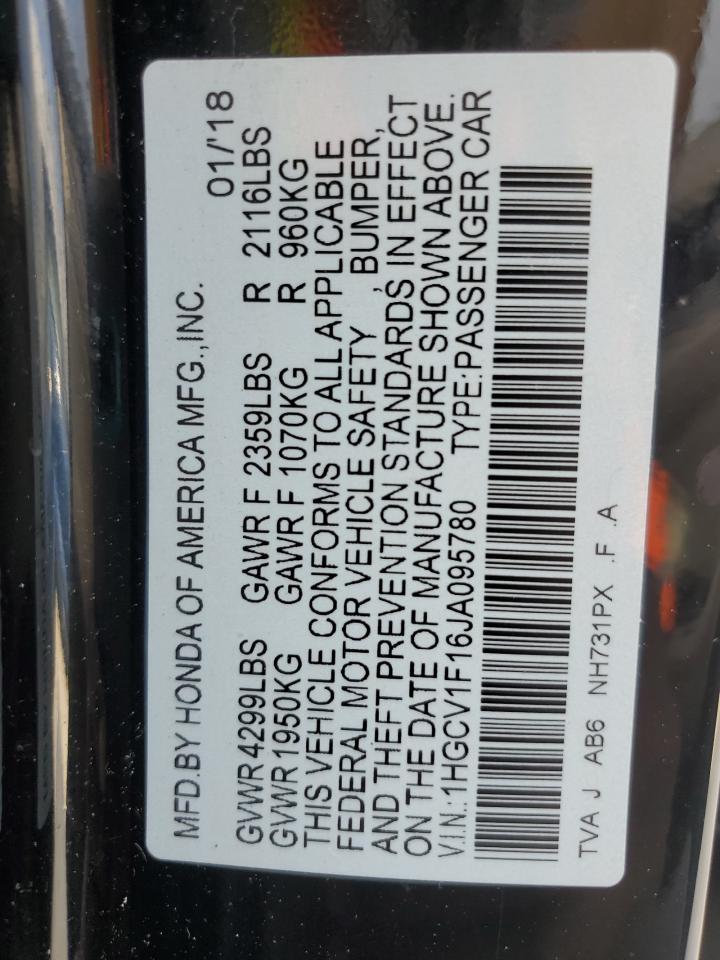 MFD.BY HONDA OF AMERICA MFG.,INC. 01/'18
GVWR 4299LBS GAWR F 2359LBS R 2116LBS
GVWR 1950KG GAWR F 1070KG R 960KG
THIS VEHICLE CONFORMS TO ALL APPLICABLE
FEDERAL MOTOR VEHICLE SAFETY , BUMPER,
AND THEFT PREVENTION STANDARDS IN EFFECT
ON THE DATE OF MANUFACTURE SHOWN ABOVE.
V.I.N.:1HGCV1F16JA095780 TYPE:PASSENGER CAR
TVA J AB6 NH731PX .F .A